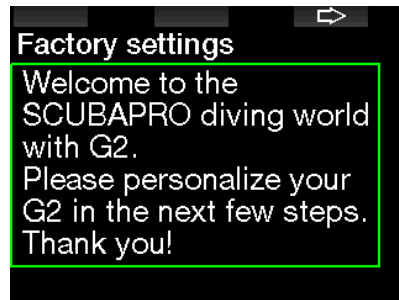 Factory settings
Welcome to the
SCUBAPRO diving world
with G2.
Please personalize your
G2 in the next few steps.
Thank you!